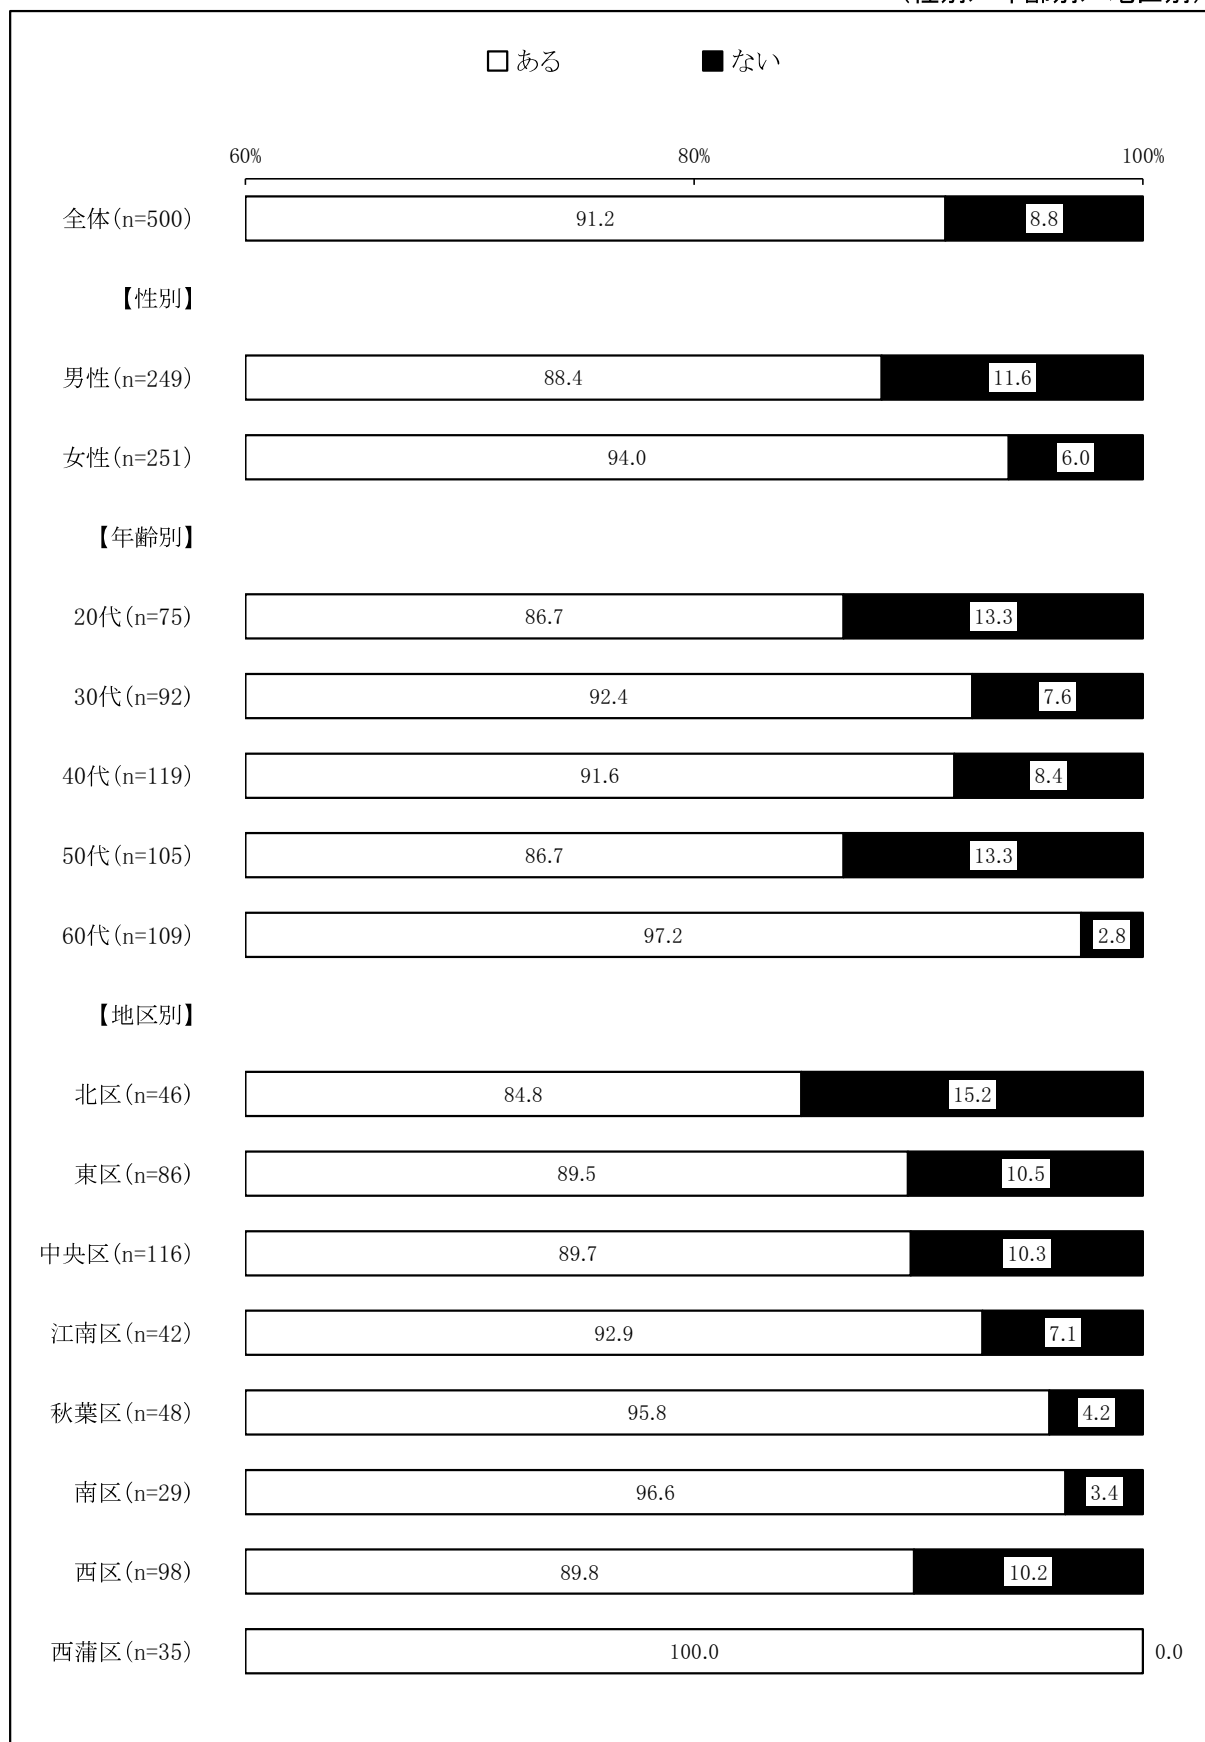 ある ない
60% 80% 100%
全体(n=500) 91.2 8.8
【性別】
男性(n=249) 88.4 11.6
女性(n=251) 94.0 6.0
【年齢別】
20代(n=75) 86.7 13.3
30代(n=92) 92.4 7.6
40代(n=119) 91.6 8.4
50代(n=105) 86.7 13.3
60代(n=109) 97.2 2.8
【地区別】
北区(n=46) 84.8 15.2
東区(n=86) 89.5 10.5
中央区(n=116) 89.7 10.3
江南区(n=42) 92.9 7.1
秋葉区(n=48) 95.8 4.2
南区(n=29) 96.6 3.4
西区(n=98) 89.8 10.2
西蒲区(n=35) 100.0 0.0